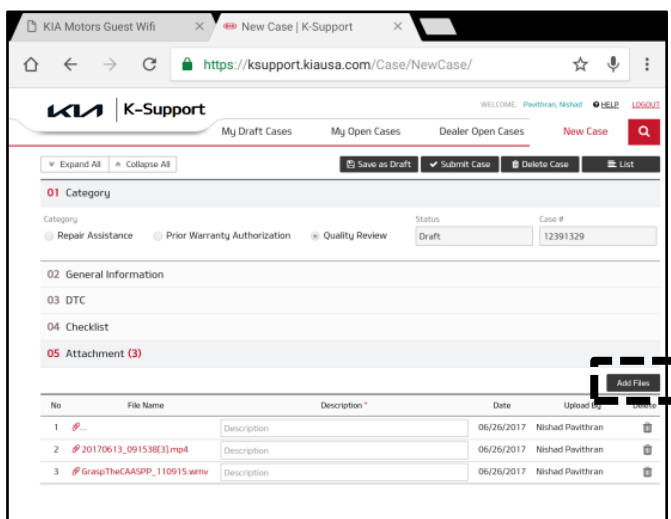 KIA Motors Guest Wifi
New Case | K-Support
https://ksupport.kiausa.com/Case/NewCase/
KIA K-Support
WELCOME, Pavithran, Nishad HELP LOGOUT
My Draft Cases My Open Cases Dealer Open Cases New Case
Expand All Collapse All Save as Draft Submit Case Delete Case List
01 Category
Category Status Case #
Repair Assistance Prior Warranty Authorization Quality Review Draft 12391329
02 General Information
03 DTC
04 Checklist
05 Attachment (3)
Add Files
No File Name Description * Date Upload By Delete
1 ... Description 06/26/2017 Nishad Pavithran
2 20170613_091538[3].mp4 Description 06/26/2017 Nishad Pavithran
3 GraspTheCAASPP_110915.wmv Description 06/26/2017 Nishad Pavithran